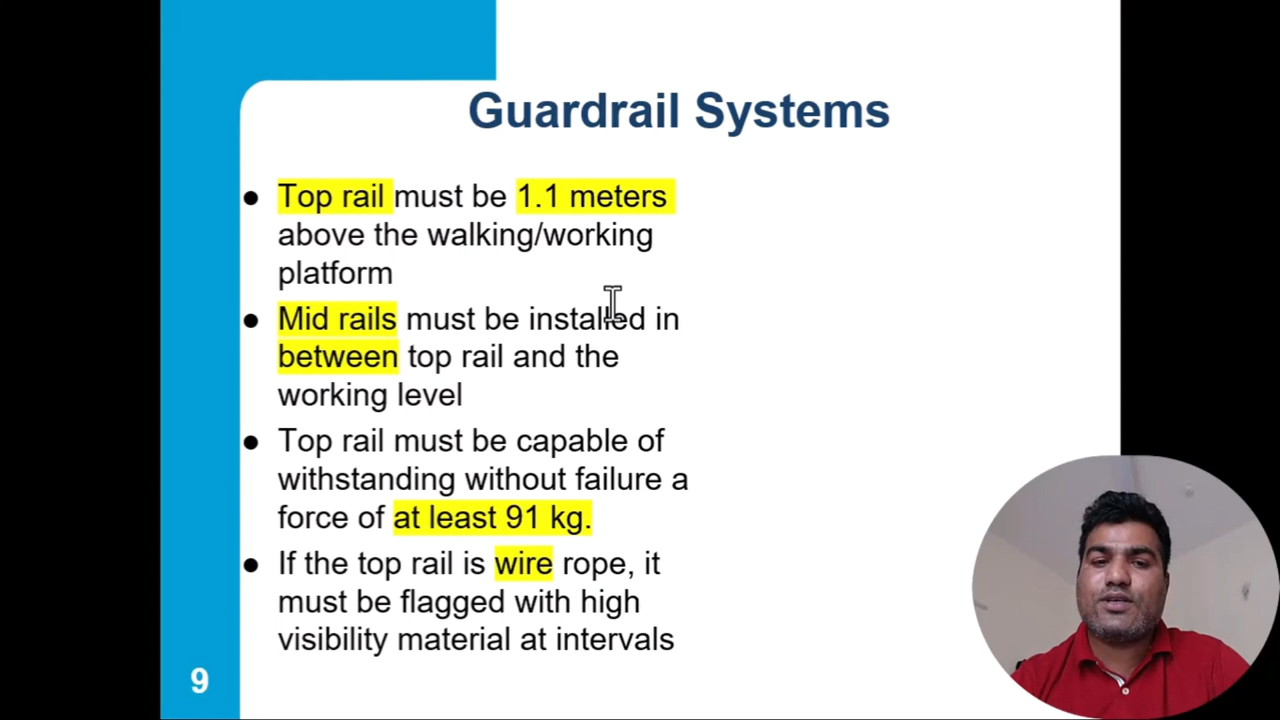 Guardrail Systems
● Top rail must be 1.1 meters
above the walking/working
platform
● Mid rails must be installed in
between top rail and the
working level
● Top rail must be capable of
withstanding without failure a
force of at least 91 kg.
● If the top rail is wire rope, it
must be flagged with high
visibility material at intervals
9